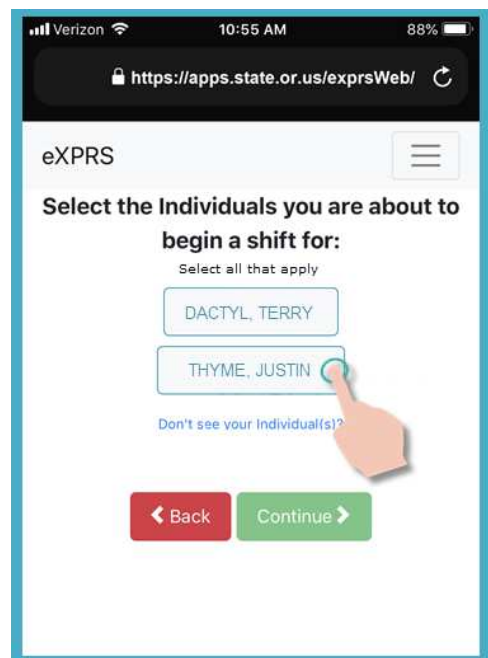 Verizon 10:55 AM 88%
https://apps.state.or.us/exprsWeb/
eXPRS
Select the Individuals you are about to
begin a shift for:
Select all that apply
DACTYL, TERRY
THYME, JUSTIN
Don't see your Individual(s)?
Back Continue